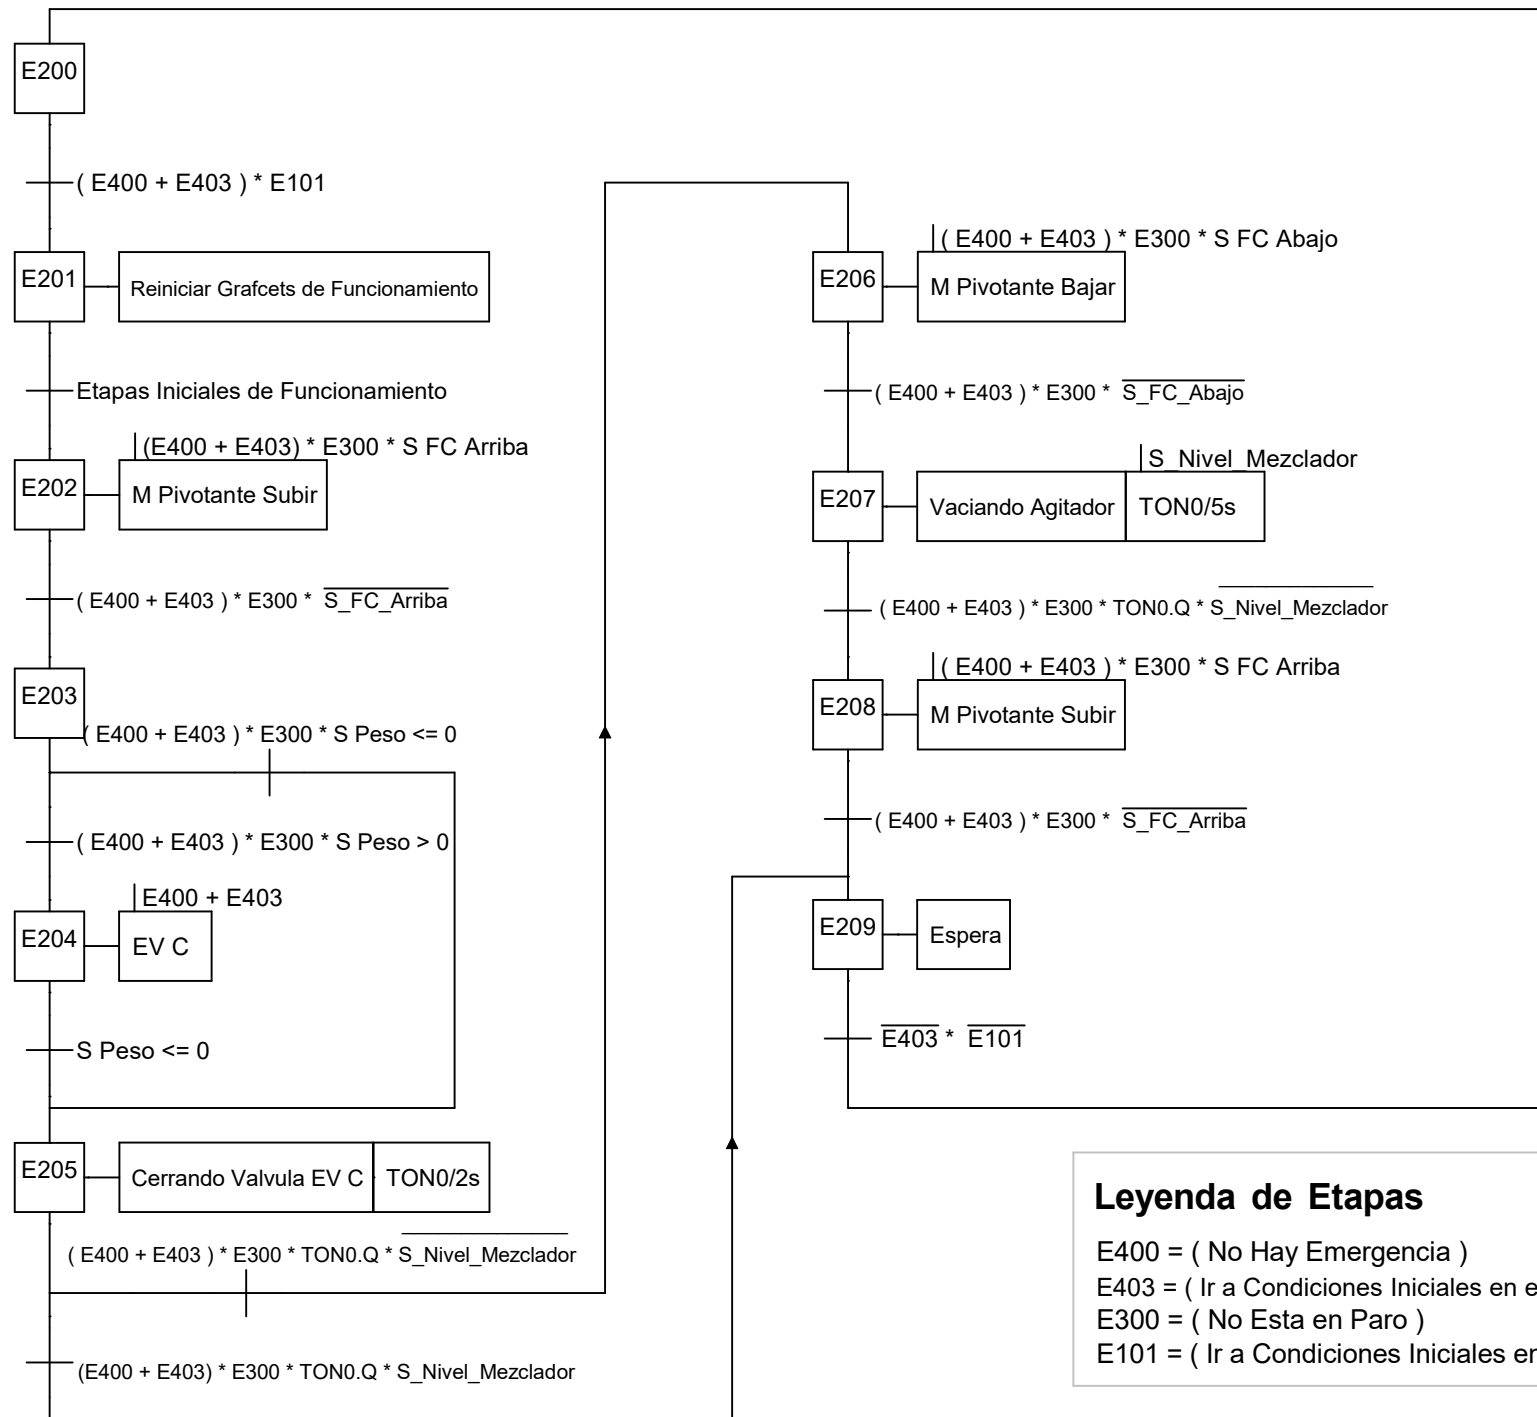 E200
( E400 + E403 ) * E101
E201
Reiniciar Grafcets de Funcionamiento
Etapas Iniciales de Funcionamiento
(E400 + E403) * E300 * S FC Arriba
E202
M Pivotante Subir
( E400 + E403 ) * E300 * S_FC_Arriba
E203
( E400 + E403 ) * E300 * S Peso <= 0
( E400 + E403 ) * E300 * S Peso > 0
E400 + E403
E204
EV C
S Peso <= 0
E205
Cerrando Valvula EV C
TON0/2s
( E400 + E403 ) * E300 * TON0.Q * S_Nivel_Mezclador
(E400 + E403) * E300 * TON0.Q * S_Nivel_Mezclador
( E400 + E403 ) * E300 * S FC Abajo
E206
M Pivotante Bajar
( E400 + E403 ) * E300 * S_FC_Abajo
S_Nivel_Mezclador
E207
Vaciando Agitador
TON0/5s
( E400 + E403 ) * E300 * TON0.Q * S_Nivel_Mezclador
( E400 + E403 ) * E300 * S FC Arriba
E208
M Pivotante Subir
( E400 + E403 ) * E300 * S_FC_Arriba
E209
Espera
E403 * E101
Leyenda de Etapas
E400 = ( No Hay Emergencia )
E403 = ( Ir a Condiciones Iniciales en
E300 = ( No Esta en Paro )
E101 = ( Ir a Condiciones Iniciales